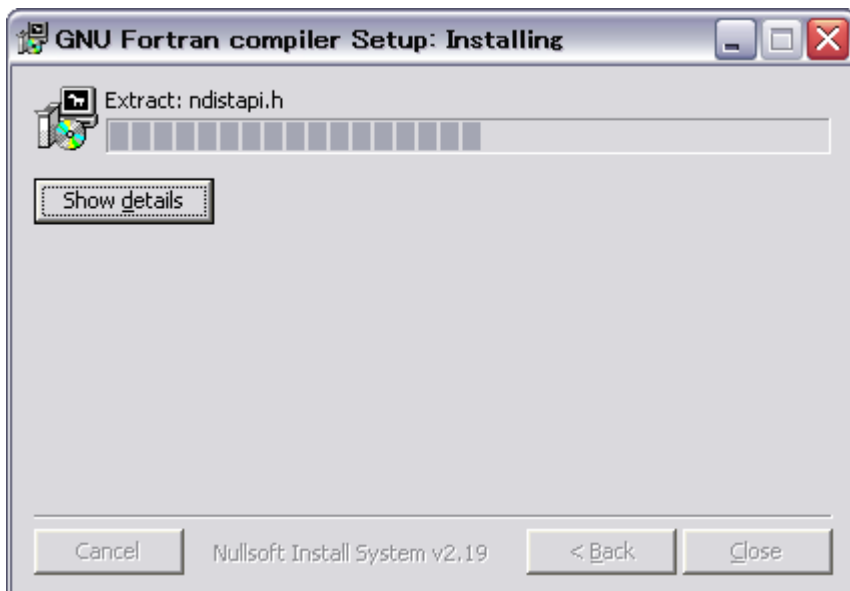 GNU Fortran compiler Setup: Installing
Extract: ndistapi.h
Show details
Cancel
Nullsoft Install System v2.19
< Back
Close